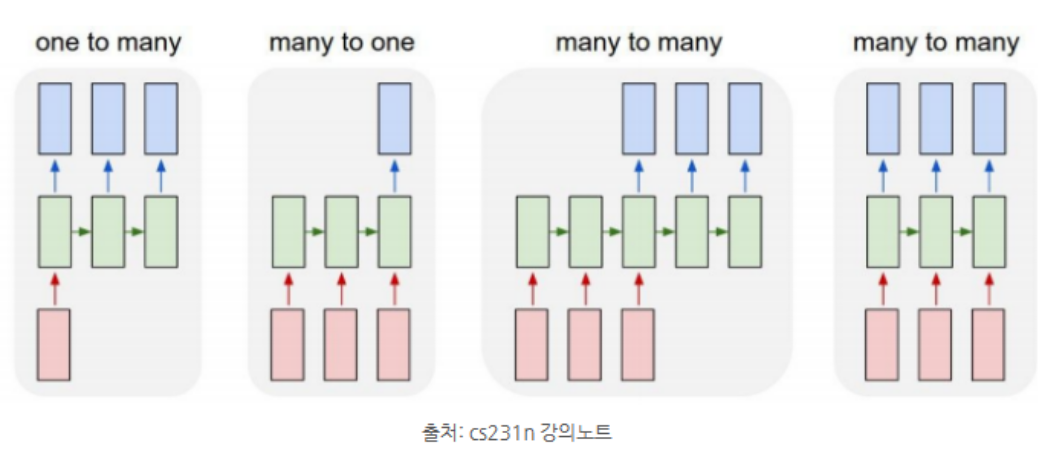 one to many
many to one
many to many
many to many
출처: cs231n 강의노트